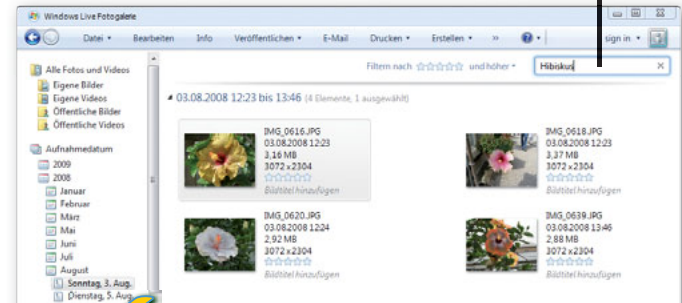 Windows Live Fotogalerie
Datei Bearbeiten Info Veröffentlichen E-Mail Drucken Erstellen » sign in
Filtern nach und höher Hibiskus
Alle Fotos und Videos
Eigene Bilder
Eigene Videos
Öffentliche Bilder
Öffentliche Videos
Aufnahmedatum
2009
2008
Januar
Februar
März
Mai
Juni
Juli
August
Sonntag, 3. Aug.
Dienstag, 5. Aug.
03.08.2008 12:23 bis 13:46 (4 Elemente, 1 ausgewählt)
IMG_0616.JPG
03.08.2008 12:23
3,16 MB
3072 x 2304
Bildtitel hinzufügen
IMG_0618.JPG
03.08.2008 12:23
3,37 MB
3072 x 2304
Bildtitel hinzufügen
IMG_0620.JPG
03.08.2008 12:24
2,92 MB
3072 x 2304
Bildtitel hinzufügen
IMG_0639.JPG
03.08.2008 13:46
2,88 MB
3072 x 2304
Bildtitel hinzufügen